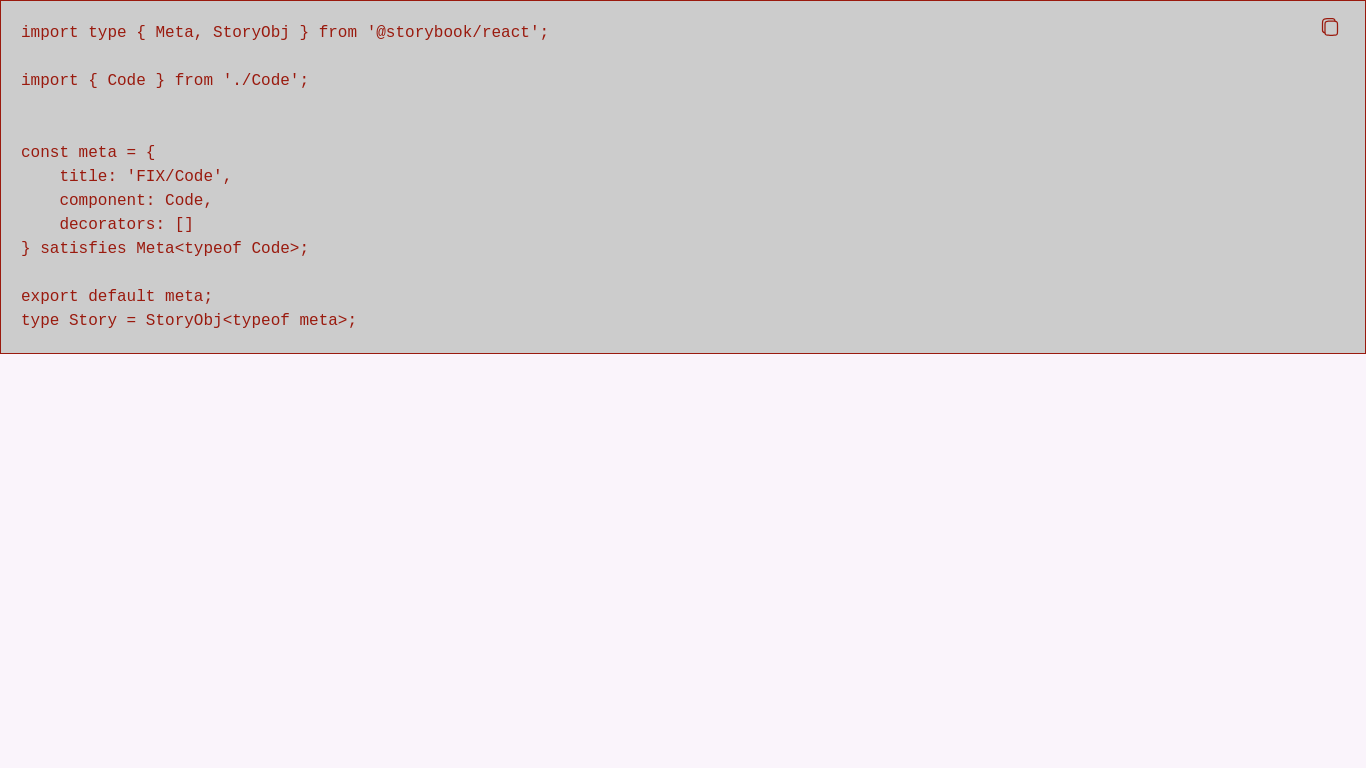 import type { Meta, StoryObj } from '@storybook/react';
import { Code } from './Code';
const meta = {
    title: 'FIX/Code',
    component: Code,
    decorators: []
} satisfies Meta<typeof Code>;
export default meta;
type Story = StoryObj<typeof meta>;